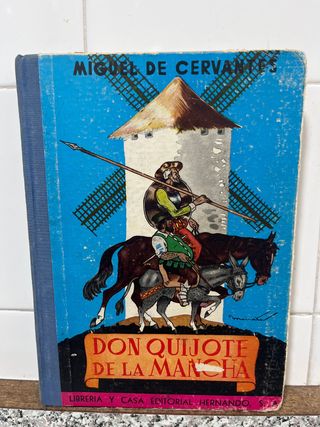 MIGUEL DE CERVANTES
DON QUIJOTE
DE LA MANCHA
LIBRERIA Y CASA EDITORIAL HERNANDO, S. A.